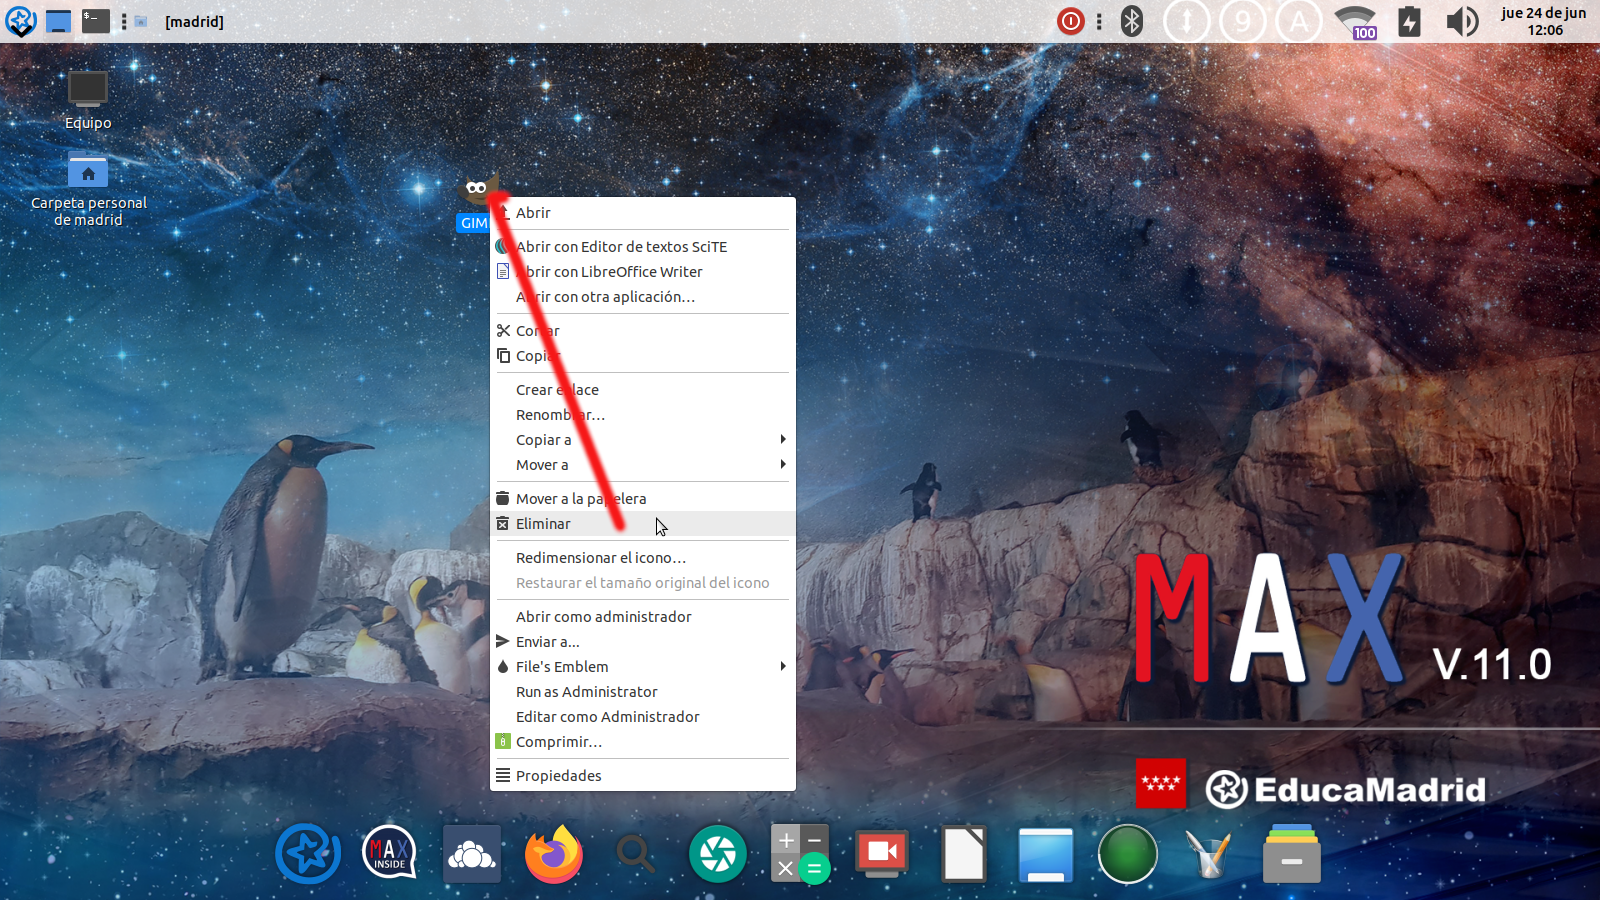 [madrid]
9
A
100
jue 24 de jun
12:06
Equipo
Carpeta personal
de madrid
GIM
Abrir
Abrir con Editor de textos SciTE
Abrir con LibreOffice Writer
Abrir con otra aplicación…
Cortar
Copiar
Crear enlace
Renombrar…
Copiar a
Mover a
Mover a la papelera
Eliminar
Redimensionar el icono…
Restaurar el tamaño original del icono
Abrir como administrador
Enviar a...
File's Emblem
Run as Administrator
Editar como Administrador
Comprimir…
Propiedades
MAX V.11.0
EducaMadrid
MAX
INSIDE